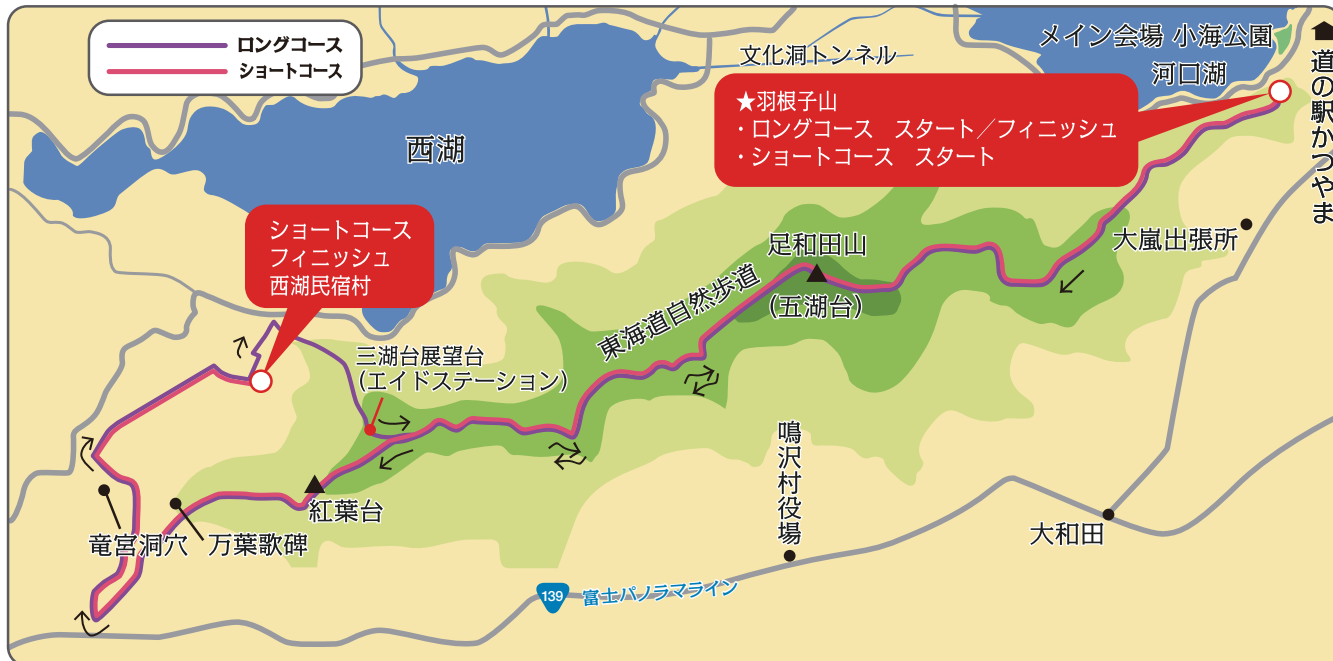 ロングコース
ショートコース
文化洞トンネル
メイン会場 小海公園
河口湖
道の駅かつやま
★羽根子山
・ロングコース　スタート／フィニッシュ
・ショートコース　スタート
西湖
ショートコース
フィニッシュ
西湖民宿村
足和田山
(五湖台)
大嵐出張所
東海道自然歩道
三湖台展望台
(エイドステーション)
鳴沢村役場
紅葉台
竜宮洞穴
万葉歌碑
大和田
139
富士パノラマライン